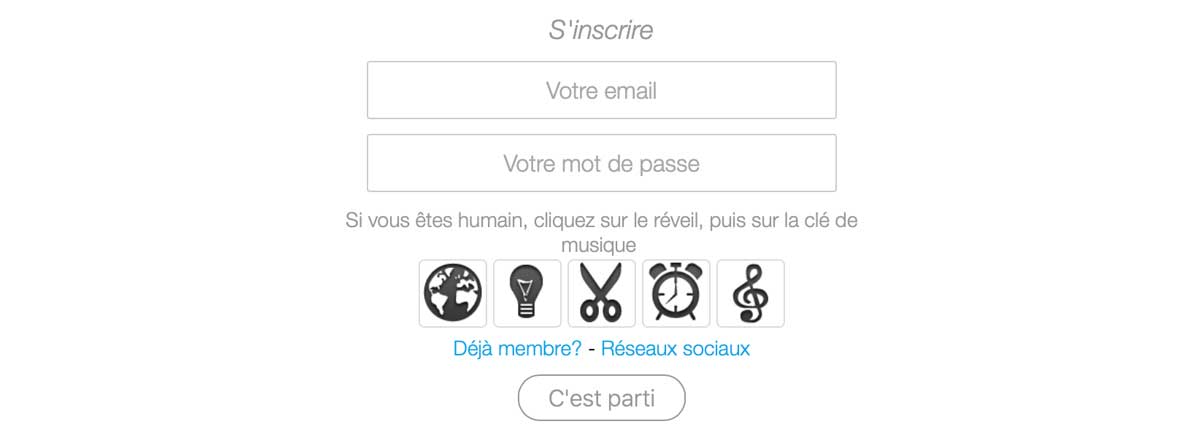 S'inscrire
Votre email
Votre mot de passe
Si vous êtes humain, cliquez sur le réveil, puis sur la clé de
musique
Déjà membre? - Réseaux sociaux
C'est parti